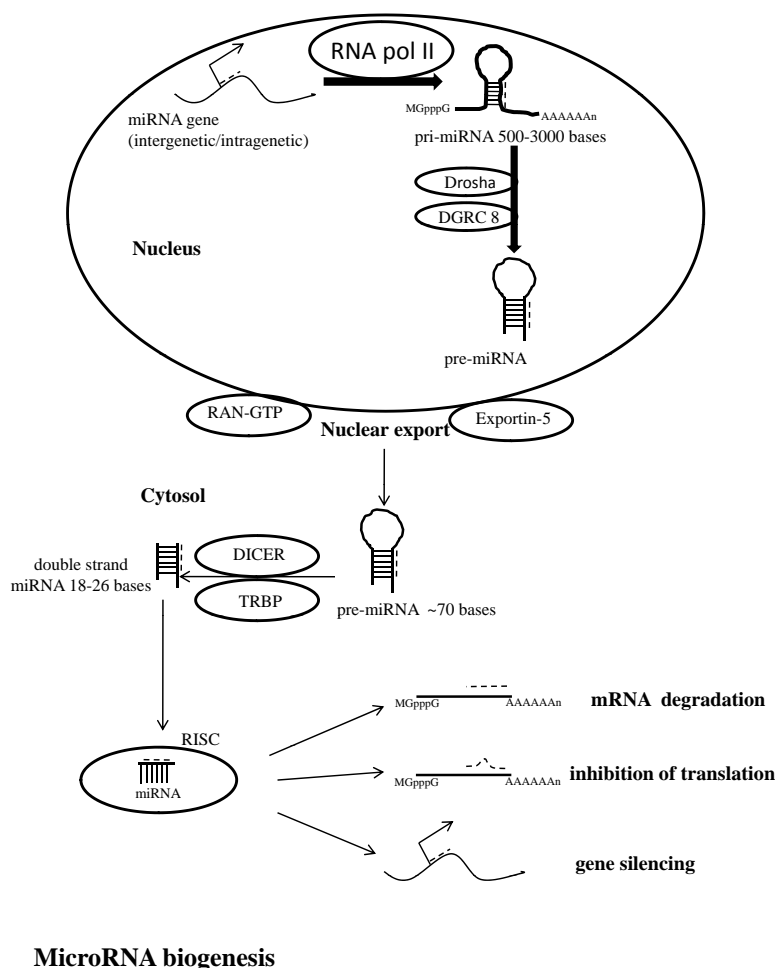 RNA pol II
miRNA gene
(intergenetic/intragenetic)
MGpppG
AAAAAAn
pri-miRNA 500-3000 bases
Drosha
DGRC 8
Nucleus
pre-miRNA
RAN-GTP
Nuclear export
Exportin-5
Cytosol
double strand
miRNA 18-26 bases
DICER
TRBP
pre-miRNA ~70 bases
RISC
miRNA
MGpppG
AAAAAAn
mRNA degradation
MGpppG
AAAAAAn
inhibition of translation
gene silencing
MicroRNA biogenesis